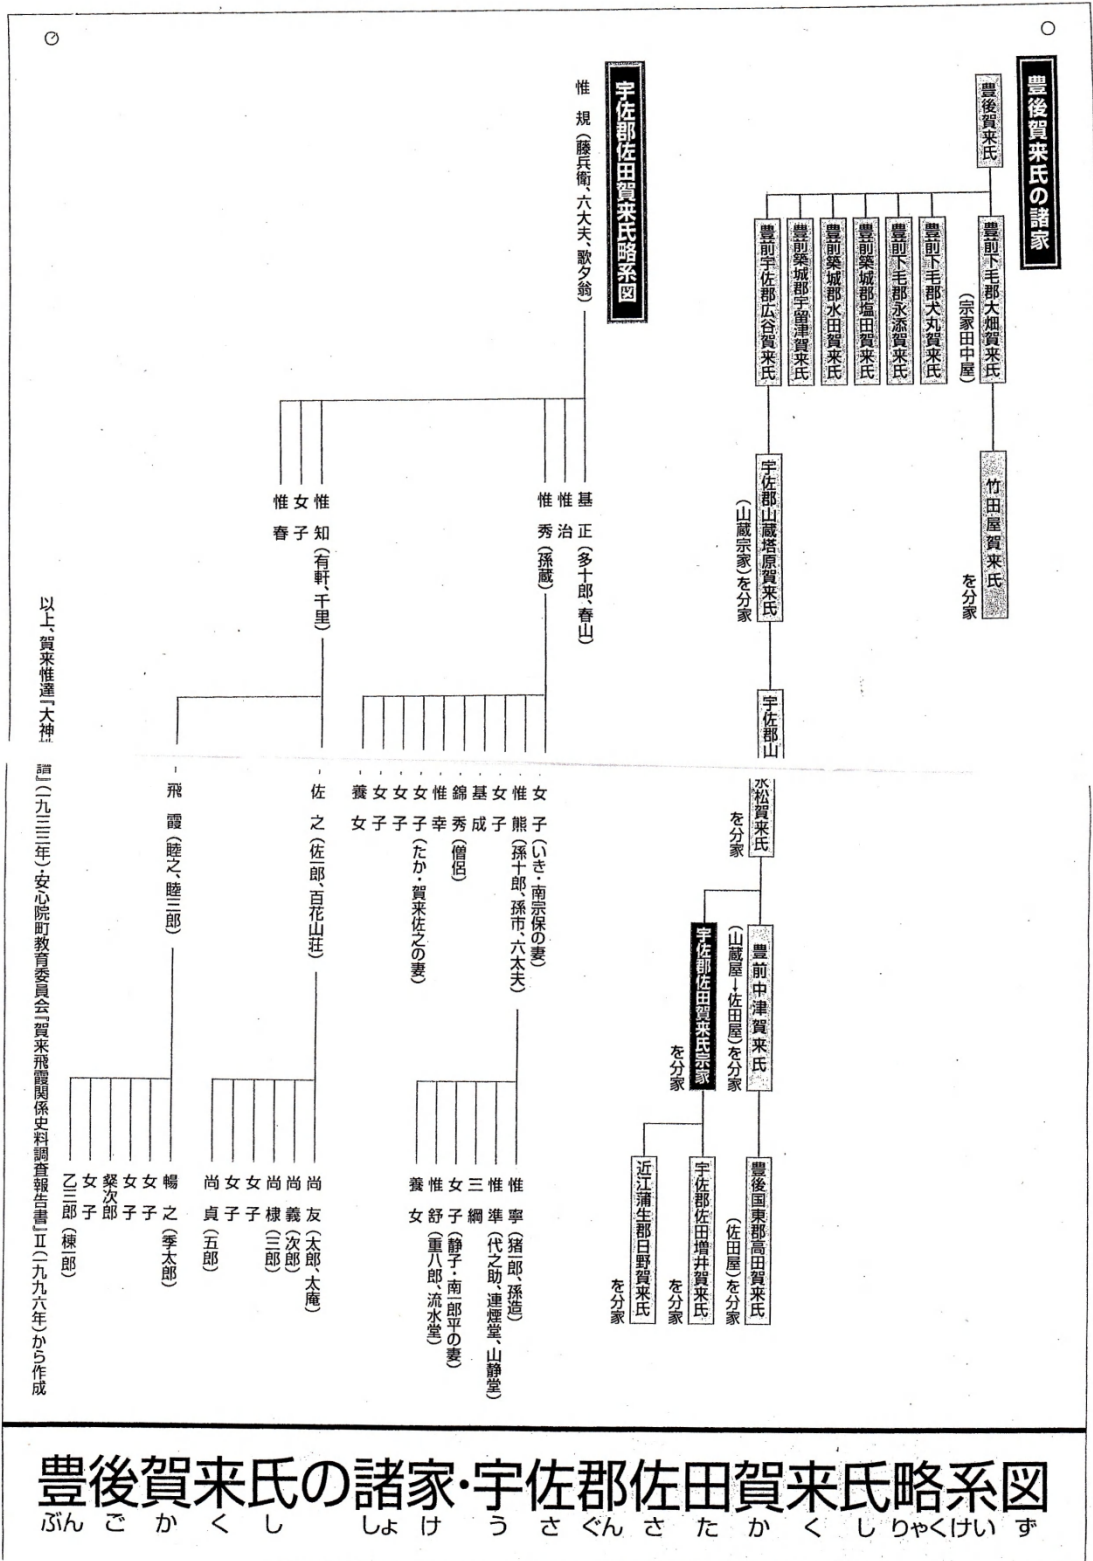 豊後賀来氏の諸家
豊後賀来氏
豊前下毛郡大畑賀来氏
(宗家田中屋)
豊前下毛郡犬丸賀来氏
豊前下毛郡永添賀来氏
豊前築城郡塩田賀来氏
豊前築城郡水田賀来氏
豊前築城郡宇留津賀来氏
豊前宇佐郡広谷賀来氏
竹田屋賀来氏
を分家
宇佐郡山蔵塔原賀来氏
(山蔵宗家)を分家
宇佐郡山
永松賀来氏
を分家
豊前中津賀来氏
(山蔵屋→佐田屋)を分家
宇佐郡佐田賀来氏宗家
を分家
豊後国東郡高田賀来氏
(佐田屋)を分家
宇佐郡佐田増井賀来氏
を分家
近江蒲生郡日野賀来氏
を分家
宇佐郡佐田賀来氏略系図
惟規(藤兵衛、六大夫、歌夕翁)
基正(多十郎、春山)
惟治
惟秀(孫蔵)
惟知(有軒、千里)
女子
惟春
女子(いき・南宗保の妻)
惟熊(孫十郎、孫市、六太夫)
女子
基成
錦秀(僧侶)
惟幸
女子(たか・賀来佐之の妻)
女子
女子
養女
佐之(佐一郎、百花山荘)
飛霞(睦之、睦三郎)
惟寧(猪一郎、孫造)
惟準(代之助、連煙堂、山静堂)
三綱
女子(静子・南一郎平の妻)
惟舒(重八郎、流水堂)
養女
尚友(太郎、太庵)
尚義(次郎)
尚棣(三郎)
女子
女子
尚貞(五郎)
暢之(季太郎)
女子
女子
粲次郎
女子
乙三郎(棟一郎)
以上、賀来惟達『大神
譜』(一九三三年)・安心院町教育委員会『賀来飛霞関係史料調査報告書』Ⅱ(一九九六年)から作成
豊後賀来氏の諸家・宇佐郡佐田賀来氏略系図
ぶんごかくし しょけ うさぐんさたかくしりゃくけいず